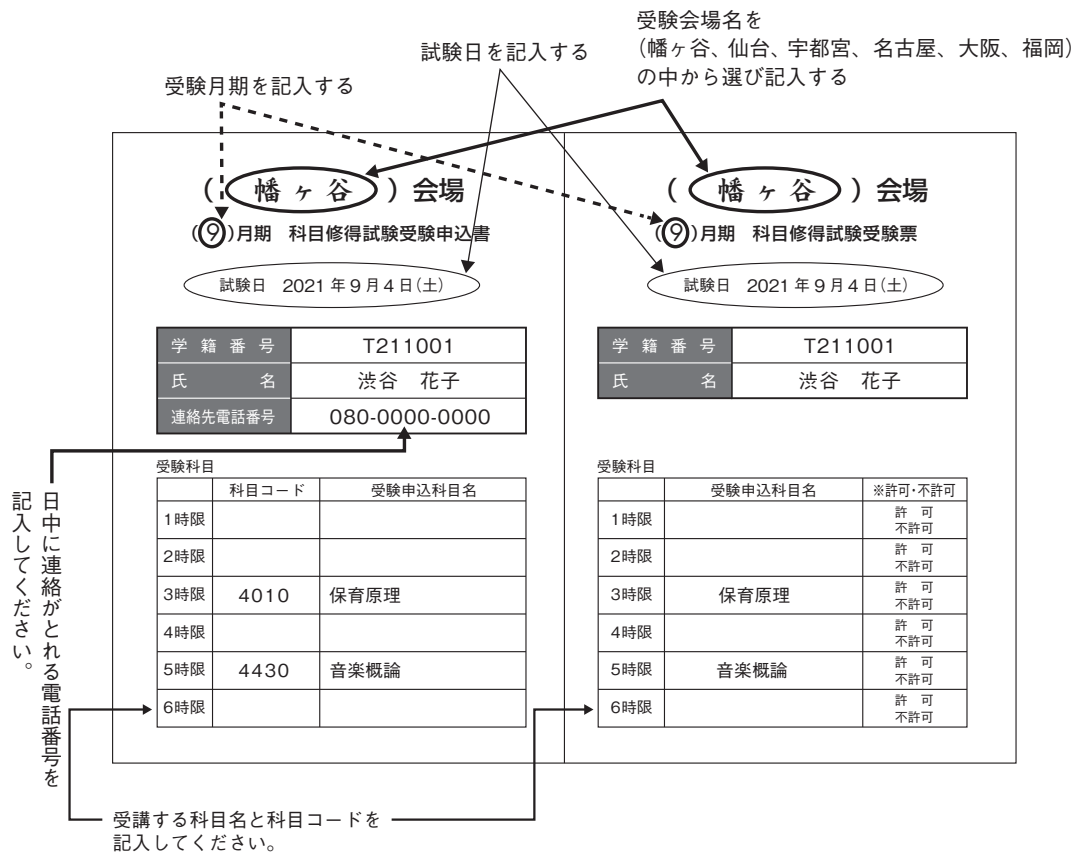 受験会場名を
（幡ヶ谷、仙台、宇都宮、名古屋、大阪、福岡）
の中から選び記入する
試験日を記入する
受験月期を記入する
（幡ヶ谷）会場
（9）月期 科目修得試験受験申込書
試験日 2021年9月4日（土）
学籍番号 T211001
氏名 渋谷 花子
連絡先電話番号 080-0000-0000
受験科目
科目コード 受験申込科目名
1時限
2時限
3時限 4010 保育原理
4時限
5時限 4430 音楽概論
6時限
（幡ヶ谷）会場
（9）月期 科目修得試験受験票
試験日 2021年9月4日（土）
学籍番号 T211001
氏名 渋谷 花子
受験科目
受験申込科目名 ※許可・不許可
1時限 許可
不許可
2時限 許可
不許可
3時限 保育原理 許可
不許可
4時限 許可
不許可
5時限 音楽概論 許可
不許可
6時限 許可
不許可
日中に連絡がとれる電話番号を
記入してください。
受講する科目名と科目コードを
記入してください。